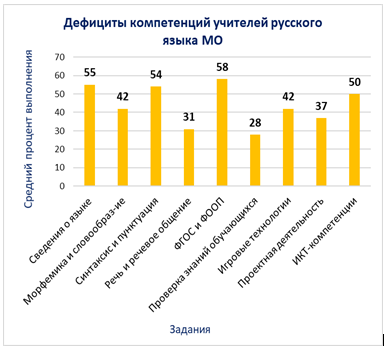 Дефициты компетенций учителей русского
языка МО
Средний процент выполнения
70
60
50
40
30
20
10
0
55
42
54
31
58
28
42
37
50
Сведения о языке
Морфемика и словообраз-ие
Синтаксис и пунктуация
Речь и речевое общение
ФГОС и ФООП
Проверка знаний обучающихся
Игровые технологии
Проектная деятельность
ИКТ-компетенции
Задания